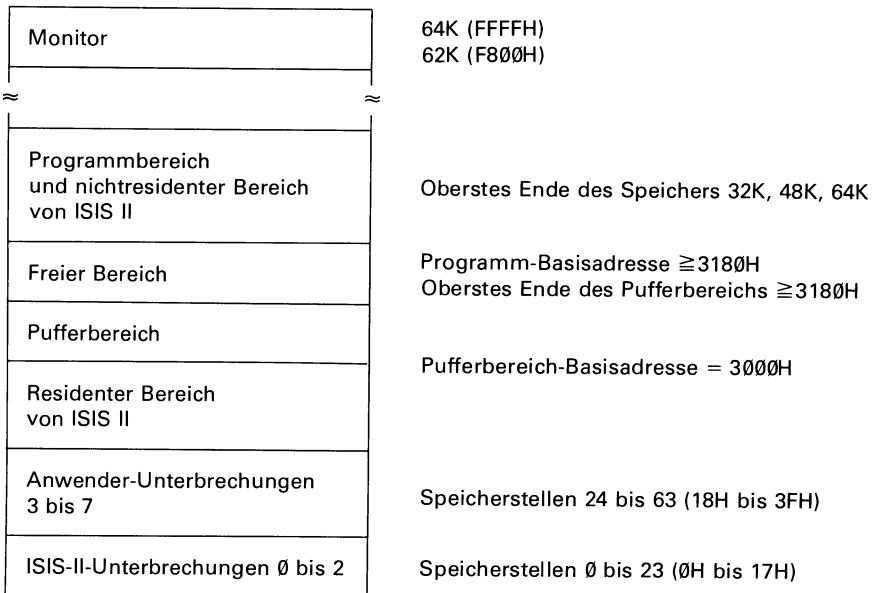 Monitor
64K (FFFFH)
62K (F8ØØH)
Programmbereich
und nichtresidenter Bereich
von ISIS II
Oberstes Ende des Speichers 32K, 48K, 64K
Freier Bereich
Programm-Basisadresse ≧318ØH
Oberstes Ende des Pufferbereichs ≧318ØH
Pufferbereich
Pufferbereich-Basisadresse = 3ØØØH
Residenter Bereich
von ISIS II
Anwender-Unterbrechungen
3 bis 7
Speicherstellen 24 bis 63 (18H bis 3FH)
ISIS-II-Unterbrechungen Ø bis 2
Speicherstellen Ø bis 23 (ØH bis 17H)